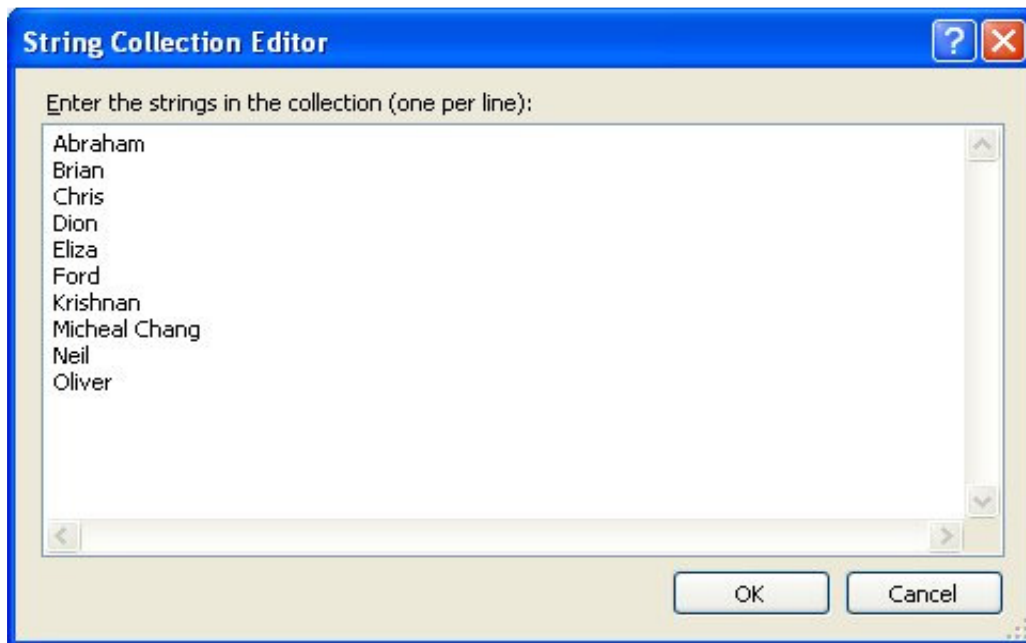 String Collection Editor
Enter the strings in the collection (one per line):
Abraham
Brian
Chris
Dion
Eliza
Ford
Krishnan
Micheal Chang
Neil
Oliver
OK Cancel